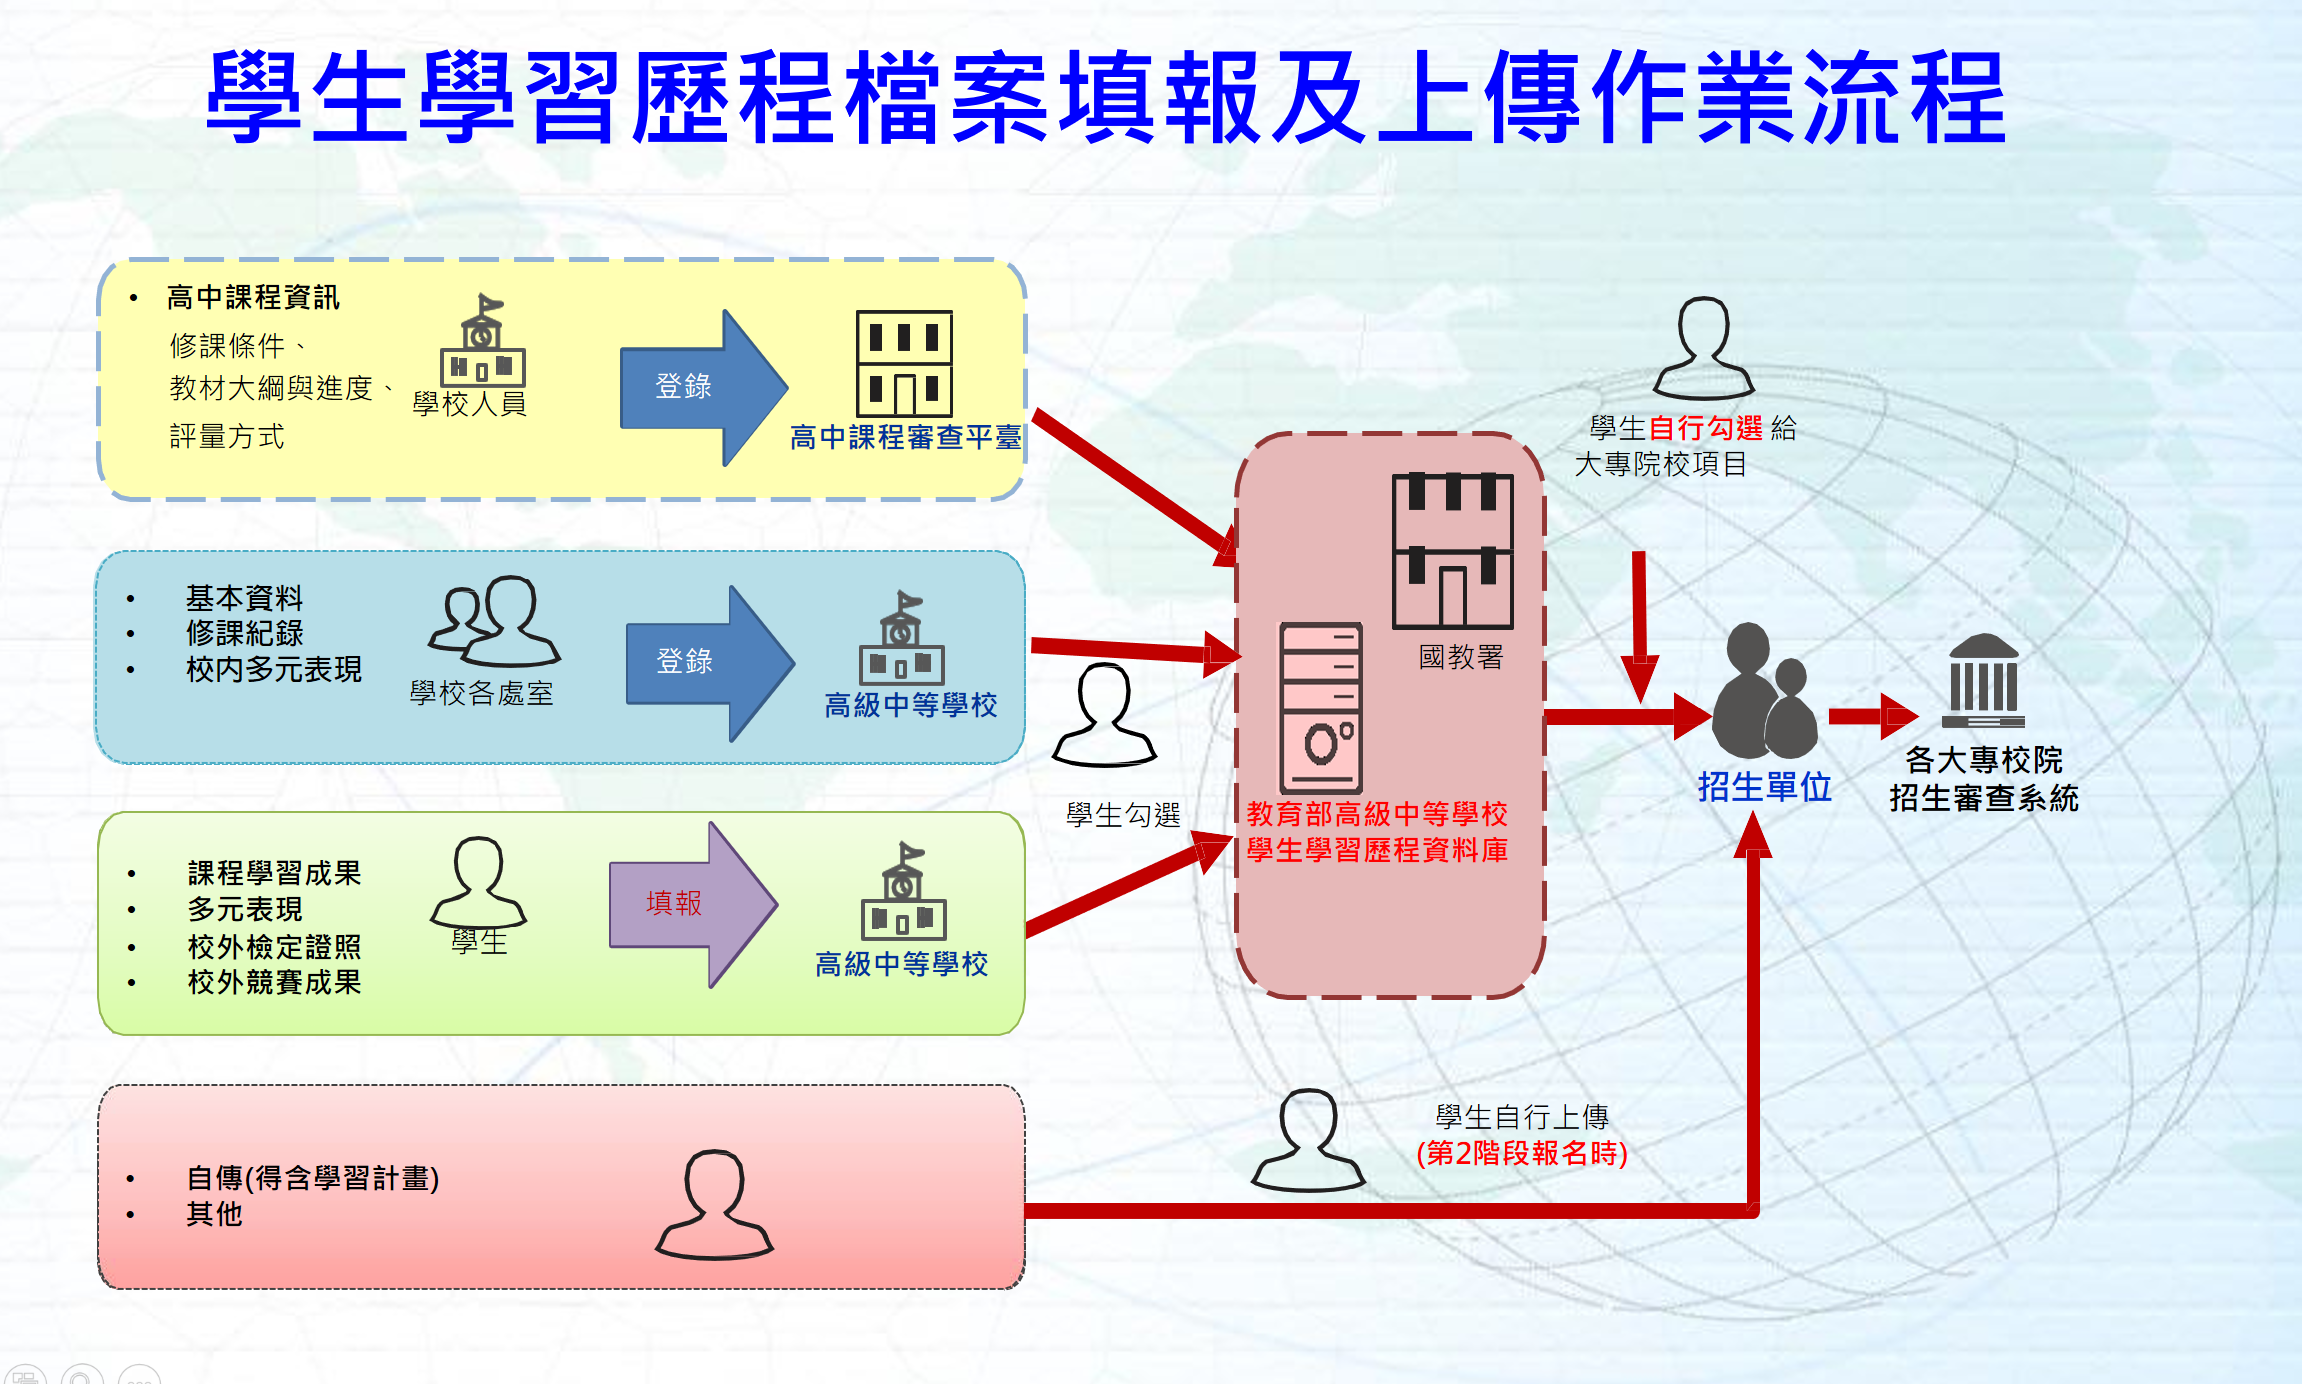 學生學習歷程檔案填報及上傳作業流程
• 高中課程資訊
修課條件、
教材大綱與進度、
評量方式
學校人員
登錄
高中課程審查平臺
• 基本資料
• 修課紀錄
• 校內多元表現
學校各處室
登錄
高級中等學校
• 課程學習成果
• 多元表現
• 校外檢定證照
• 校外競賽成果
學生
填報
高級中等學校
• 自傳(得含學習計畫)
• 其他
學生勾選
國教署
教育部高級中等學校
學生學習歷程資料庫
學生自行勾選 給
大專院校項目
招生單位
各大專校院
招生審查系統
學生自行上傳
(第2階段報名時)